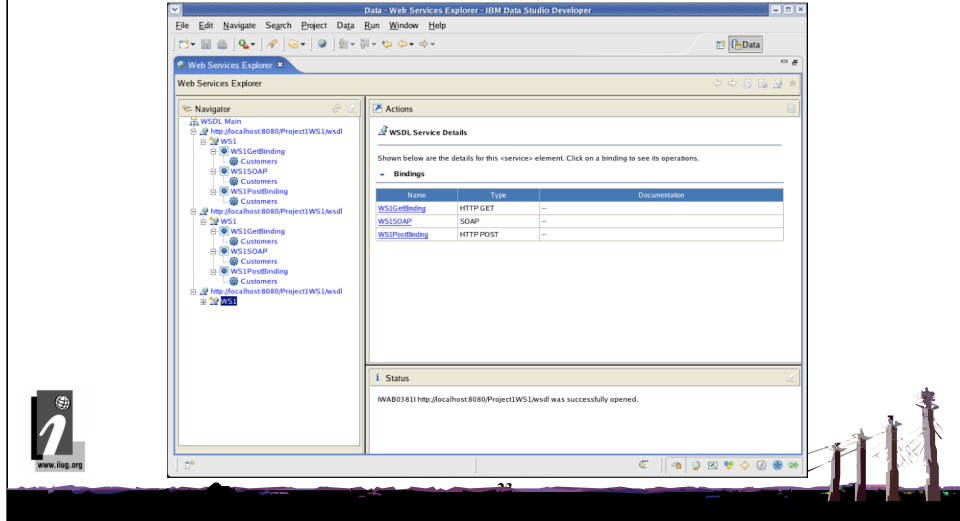 Data - Web Services Explorer - IBM Data Studio Developer
File Edit Navigate Search Project Data Run Window Help
Data
Web Services Explorer
Web Services Explorer
Navigator
WSDL Main
http://localhost:8080/Project1WS1/wsdl
WS1
WS1GetBinding
Customers
WS1SOAP
Customers
WS1PostBinding
Customers
http://localhost:8080/Project1WS1/wsdl
WS1
WS1GetBinding
Customers
WS1SOAP
Customers
WS1PostBinding
Customers
http://localhost:8080/Project1WS1/wsdl
WS1
Actions
WSDL Service Details
Shown below are the details for this <service> element. Click on a binding to see its operations.
Bindings
Name Type Documentation
WS1GetBinding HTTP GET --
WS1SOAP SOAP --
WS1PostBinding HTTP POST --
i Status
IWAB0381I http://localhost:8080/Project1WS1/wsdl was successfully opened.
www.iiug.org
23